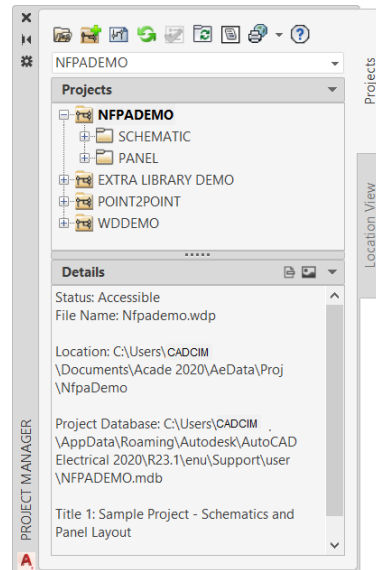 NFPADEMO
Projects
NFPADEMO
SCHEMATIC
PANEL
EXTRA LIBRARY DEMO
POINT2POINT
WDDEMO
Details
Status: Accessible
File Name: Nfpademo.wdp
Location: C:\Users\CADCIM
\Documents\Acade 2020\AeData\Proj
\NfpaDemo
Project Database: C:\Users\CADCIM
\AppData\Roaming\Autodesk\AutoCAD
Electrical 2020\R23.1\enu\Support\user
\NFPADEMO.mdb
Title 1: Sample Project - Schematics and
Panel Layout
PROJECT MANAGER
Projects
Location View